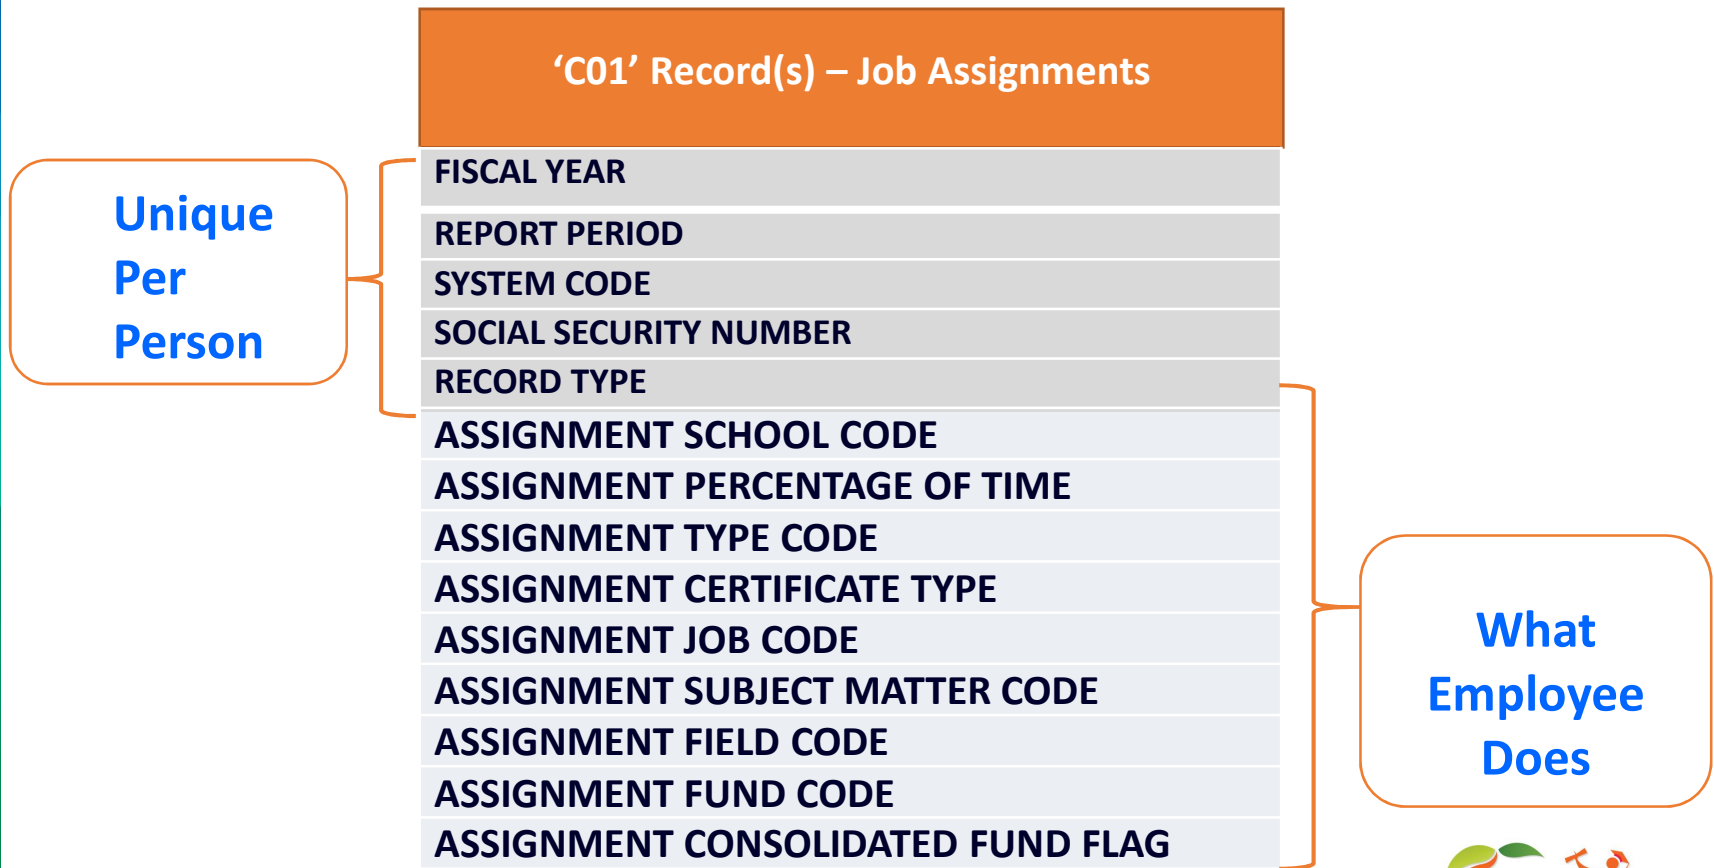 ‘C01’ Record(s) – Job Assignments
Unique
Per
Person
FISCAL YEAR
REPORT PERIOD
SYSTEM CODE
SOCIAL SECURITY NUMBER
RECORD TYPE
ASSIGNMENT SCHOOL CODE
ASSIGNMENT PERCENTAGE OF TIME
ASSIGNMENT TYPE CODE
ASSIGNMENT CERTIFICATE TYPE
ASSIGNMENT JOB CODE
ASSIGNMENT SUBJECT MATTER CODE
ASSIGNMENT FIELD CODE
ASSIGNMENT FUND CODE
ASSIGNMENT CONSOLIDATED FUND FLAG
What
Employee
Does